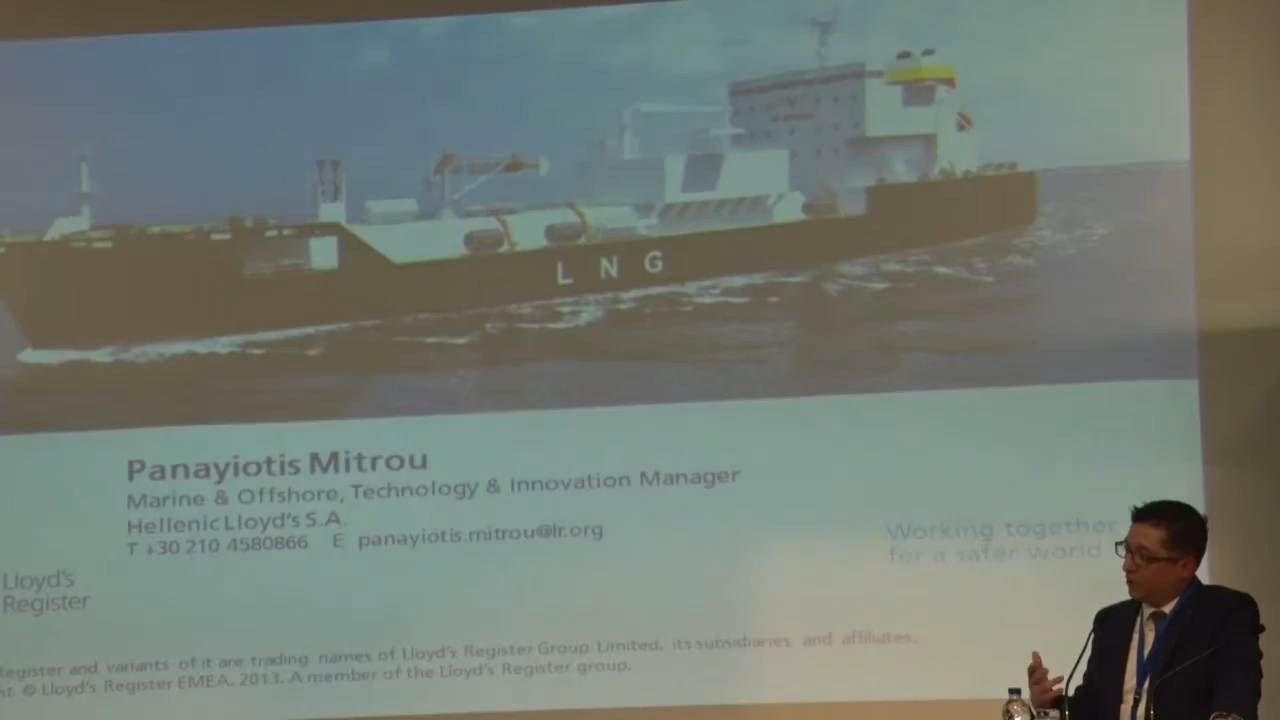 L N G
Panayiotis Mitrou
Marine & Offshore, Technology & Innovation Manager
Hellenic Lloyd's S.A.
T +30 210 4580866 E panayiotis.mitrou@lr.org
Working together
for a safer world
Lloyd's
Register
Register and variants of it are trading names of Lloyd's Register Group Limited, its subsidiaries and affiliates.
© Lloyd's Register EMEA. 2013. A member of the Lloyd's Register group.